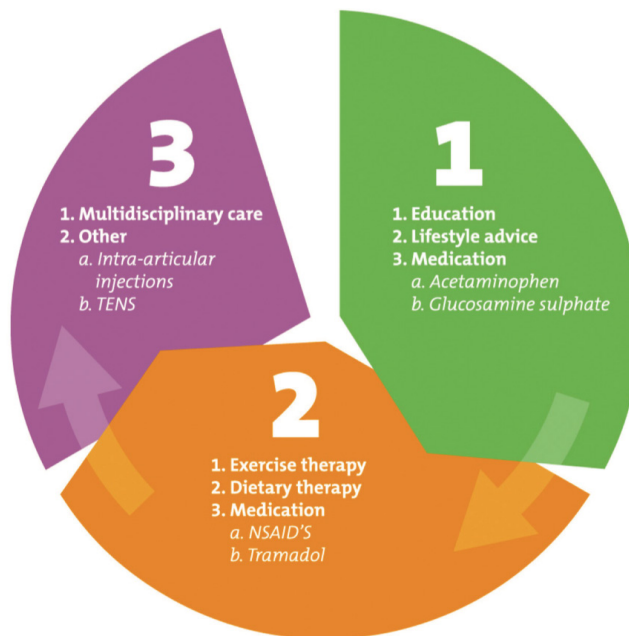 1
1. Education
2. Lifestyle advice
3. Medication
a. Acetaminophen
b. Glucosamine sulphate
2
1. Exercise therapy
2. Dietary therapy
3. Medication
a. NSAID'S
b. Tramadol
3
1. Multidisciplinary care
2. Other
a. Intra-articular
injections
b. TENS